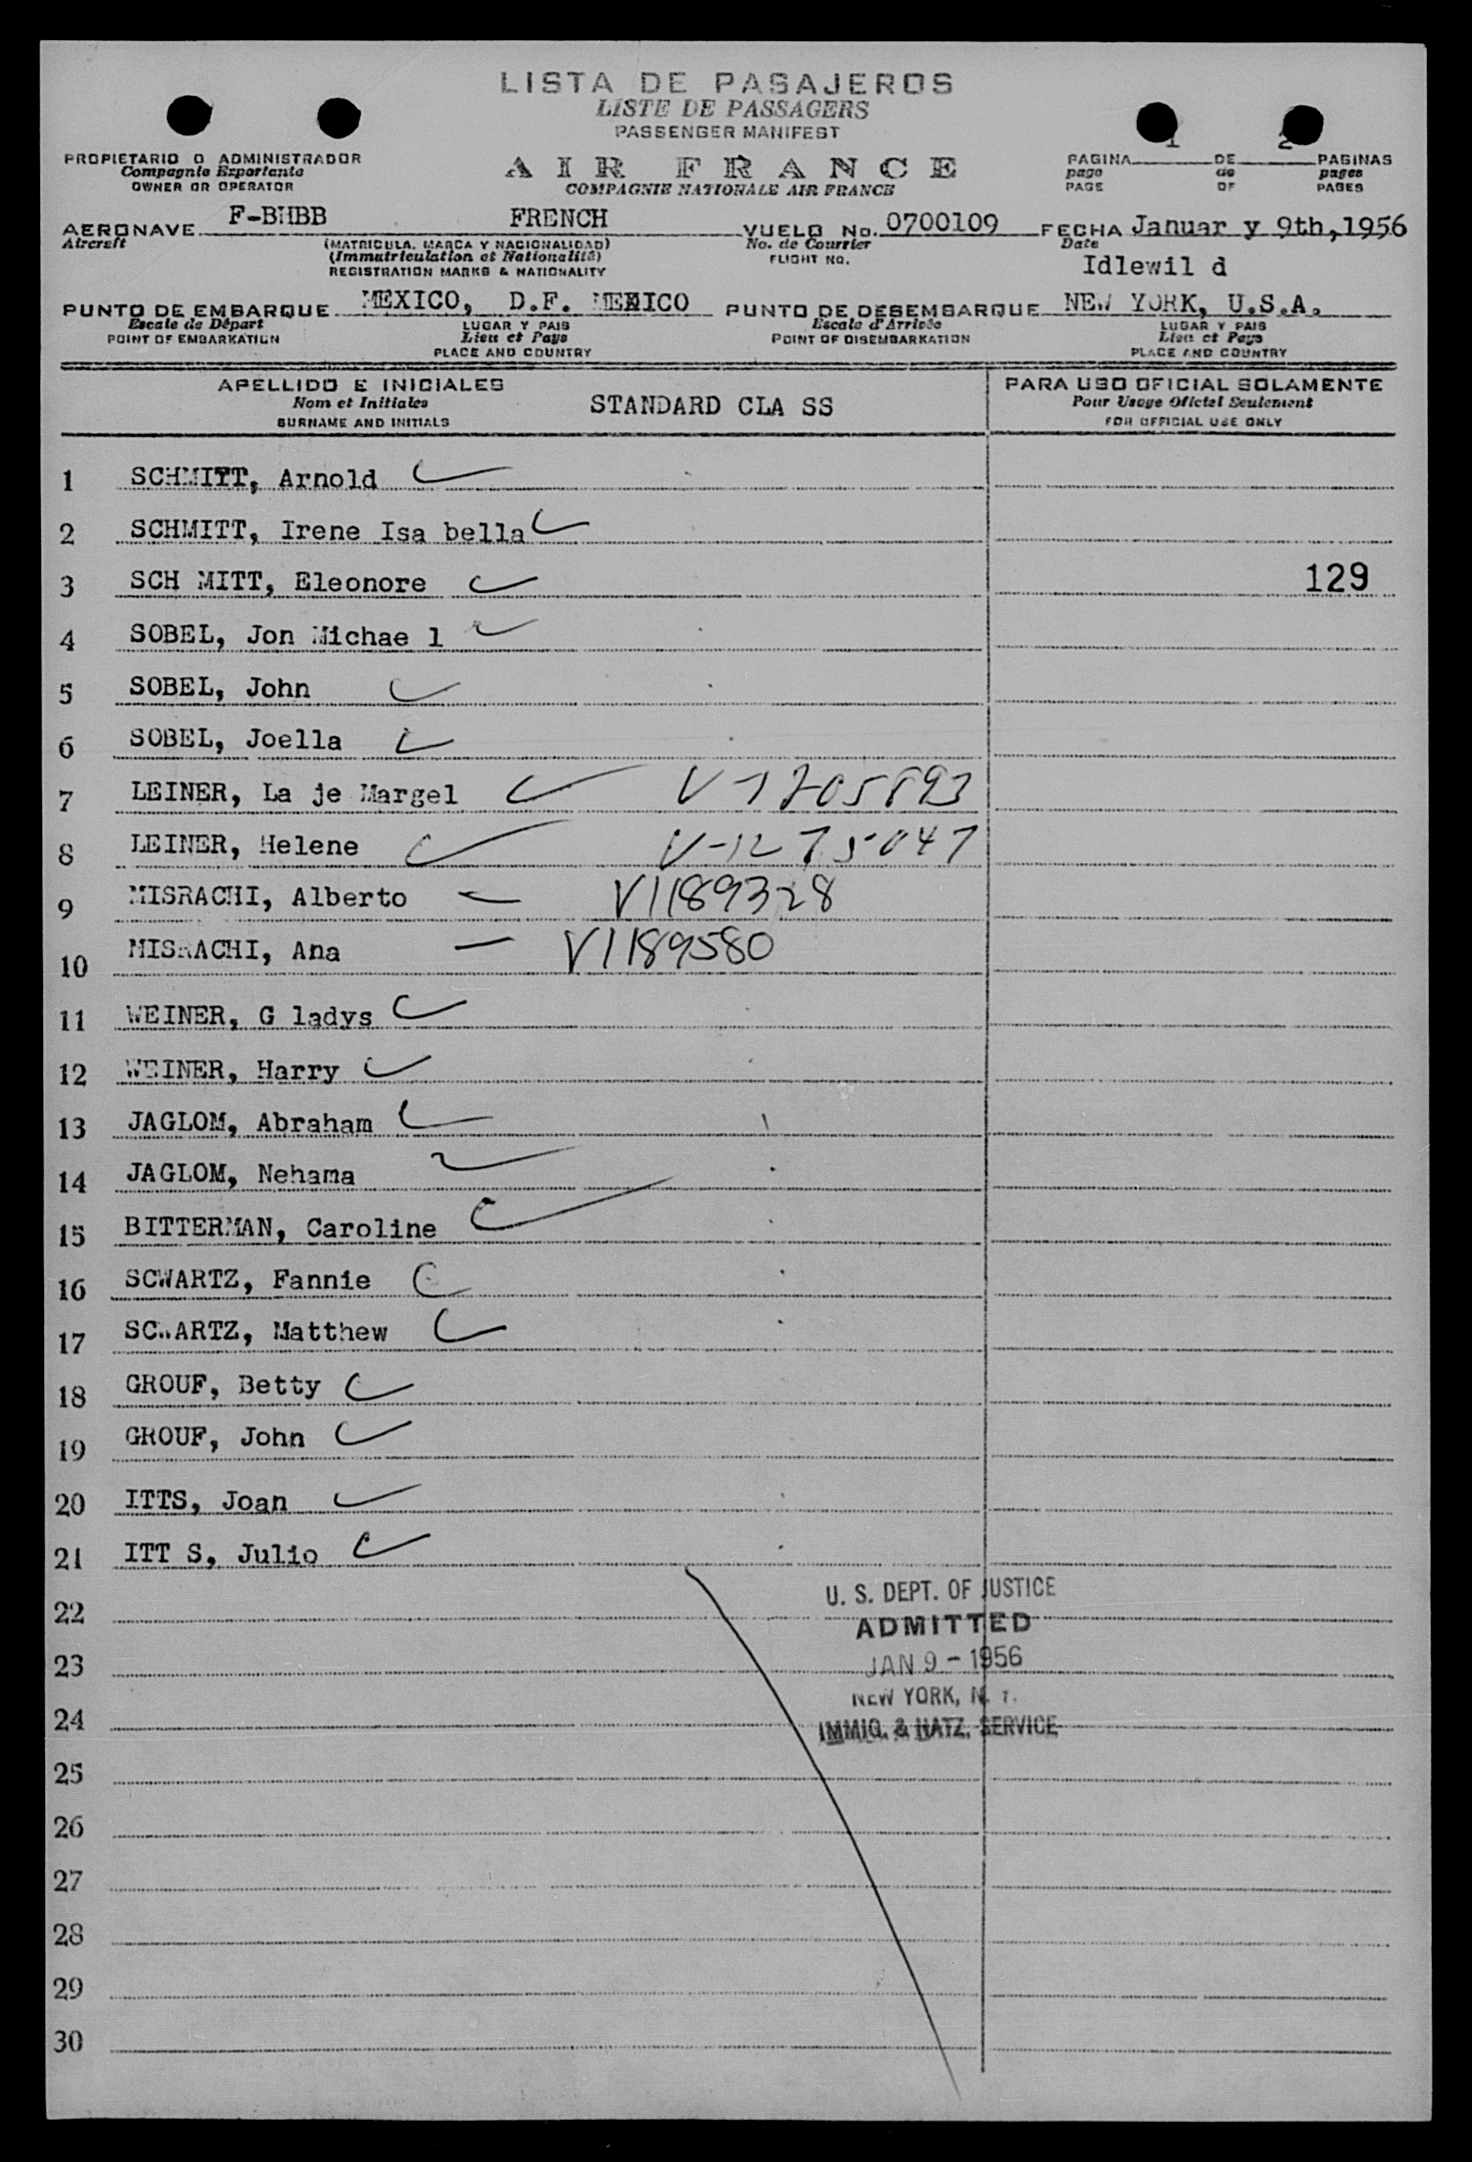 LISTA DE PASAJEROS
LISTE DE PASSAGERS
PASSENGER MANIFEST
PROPIETARIO O ADMINISTRADOR
Compagnie Exportante
OWNER OR OPERATOR
AIR FRANCE
COMPAGNIE NATIONALE AIR FRANCE
PAGINA 1 DE 2 PAGINAS
page de pages
PAGE OF PAGES
AERONAVE F-BHBB FRENCH VUELO No. 0700109 FECHA Januar y 9th,1956
Aircraft (MATRICULA, MARCA Y NACIONALIDAD) No. de Courrier Date
(Immatriculation et Nationalité) FLIGHT NO. Idlewil d
REGISTRATION MARKS & NATIONALITY
PUNTO DE EMBARQUE MEXICO, D.F. MEXICO PUNTO DE DESEMBARQUE NEW YORK, U.S.A.
Escale de Départ LUGAR Y PAIS Escale d'Arrivée LUGAR Y PAIS
POINT OF EMBARKATION Lieu et Pays POINT OF DISEMBARKATION Lieu et Pays
PLACE AND COUNTRY PLACE AND COUNTRY
APELLIDO E INICIALES
Nom et Initiales
SURNAME AND INITIALS
STANDARD CLA SS
PARA USO OFICIAL SOLAMENTE
Pour Usage Officiel Seulement
FOR OFFICIAL USE ONLY
1 SCHMITT, Arnold
2 SCHMITT, Irene Isa bella
3 SCH MITT, Eleonore 129
4 SOBEL, Jon Michae l
5 SOBEL, John
6 SOBEL, Joella
7 LEINER, La je Margel V-1205893
8 LEINER, Helene V-1275047
9 MISRACHI, Alberto V1189328
10 MISRACHI, Ana V1189580
11 WEINER, G ladys
12 WEINER, Harry
13 JAGLOM, Abraham
14 JAGLOM, Nehama
15 BITTERMAN, Caroline
16 SCWARTZ, Fannie
17 SCWARTZ, Matthew
18 GROUF, Betty
19 GROUF, John
20 ITTS, Joan
21 ITT S, Julio
22
23
24
25
26
27
28
29
30
U. S. DEPT. OF JUSTICE
ADMITTED
JAN 9 - 1956
NEW YORK, N. Y.
IMMIG. & NATZ. SERVICE